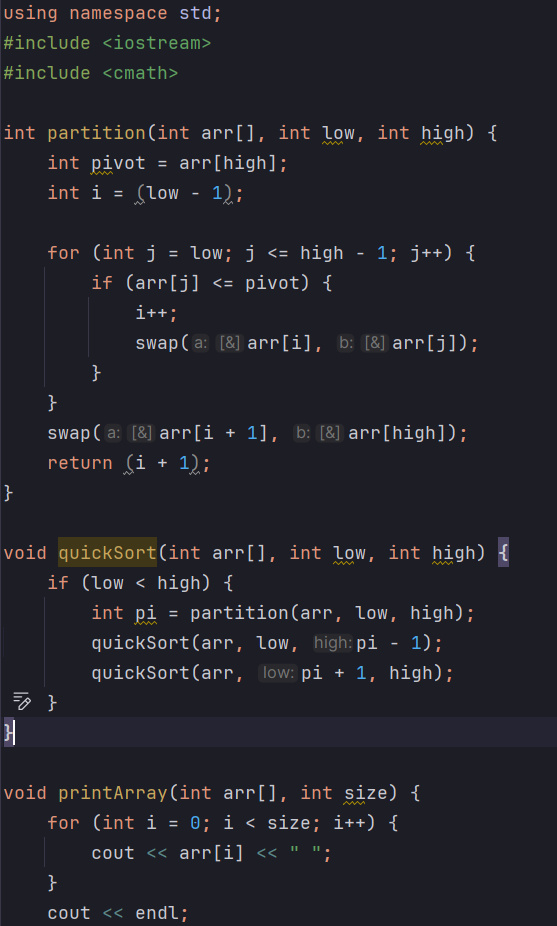 using namespace std;
#include <iostream>
#include <cmath>

int partition(int arr[], int low, int high) {
    int pivot = arr[high];
    int i = (low - 1);

    for (int j = low; j <= high - 1; j++) {
        if (arr[j] <= pivot) {
            i++;
            swap(a: [&] arr[i], b: [&] arr[j]);
        }
    }
    swap(a: [&] arr[i + 1], b: [&] arr[high]);
    return (i + 1);
}

void quickSort(int arr[], int low, int high) {
    if (low < high) {
        int pi = partition(arr, low, high);
        quickSort(arr, low, high: pi - 1);
        quickSort(arr, low: pi + 1, high);
    }
}

void printArray(int arr[], int size) {
    for (int i = 0; i < size; i++) {
        cout << arr[i] << " ";
    }
    cout << endl;